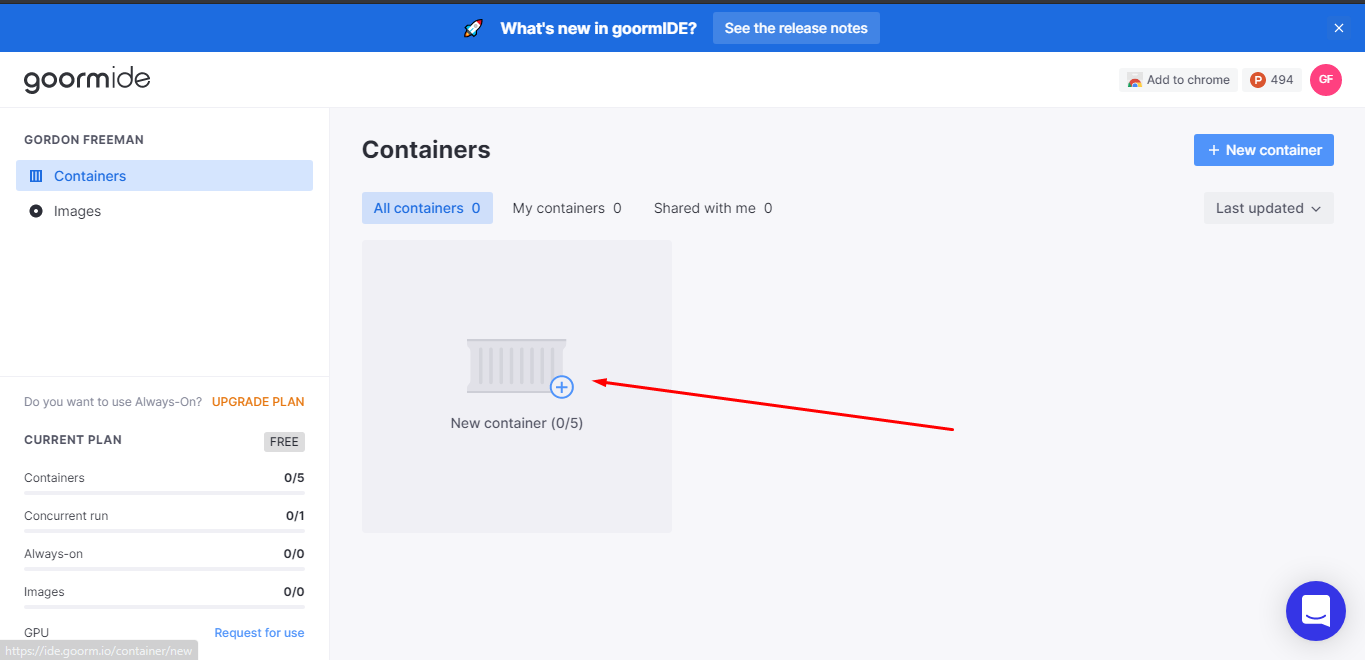 What's new in goormIDE? See the release notes
goormide
Add to chrome
P 494
GF
GORDON FREEMAN
Containers
Images
Do you want to use Always-On? UPGRADE PLAN
CURRENT PLAN FREE
Containers 0/5
Concurrent run 0/1
Always-on 0/0
Images 0/0
GPU Request for use
https://ide.goorm.io/container/new
Containers
+ New container
All containers 0 My containers 0 Shared with me 0
Last updated
New container (0/5)